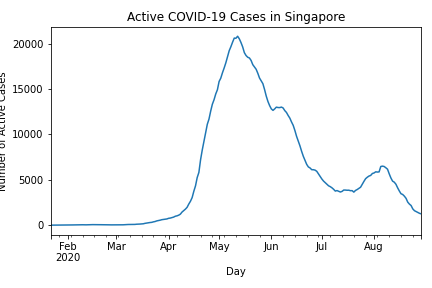 Active COVID-19 Cases in Singapore
Number of Active Cases
20000
15000
10000
5000
0
Feb Mar Apr May Jun Jul Aug
2020
Day